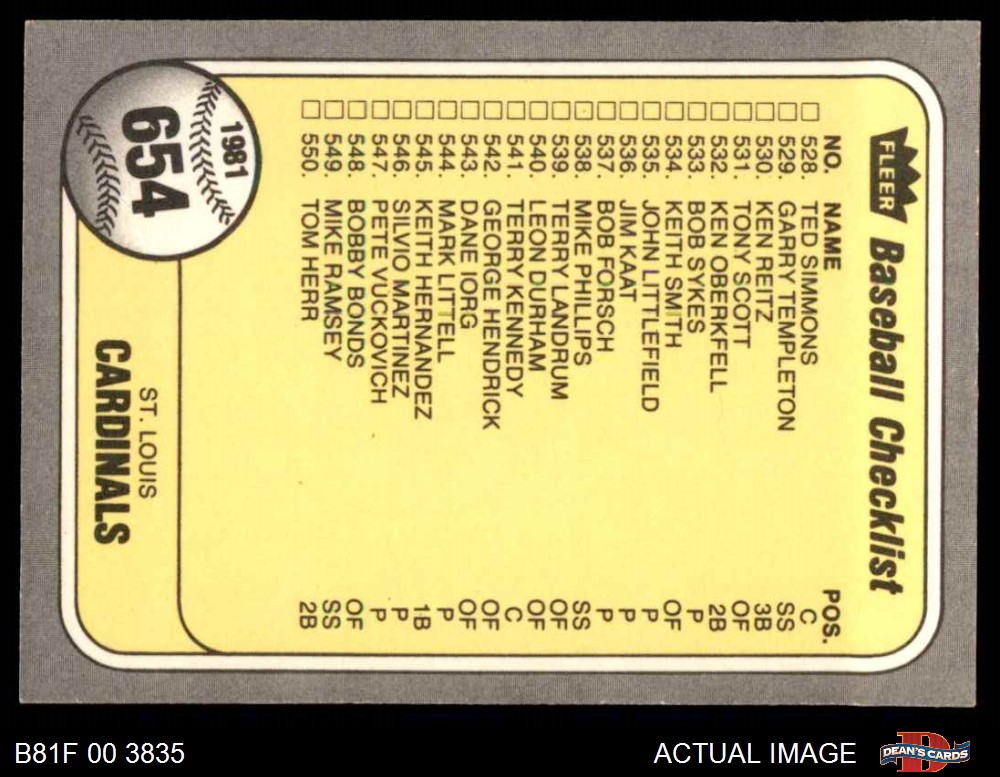 FLEER Baseball Checklist
NO. NAME POS.
528. TED SIMMONS C
529. GARRY TEMPLETON SS
530. KEN REITZ 3B
531. TONY SCOTT OF
532. KEN OBERKFELL 2B
533. BOB SYKES P
534. KEITH SMITH OF
535. JOHN LITTLEFIELD P
536. JIM KAAT P
537. BOB FORSCH P
538. MIKE PHILLIPS SS
539. TERRY LANDRUM OF
540. LEON DURHAM OF
541. TERRY KENNEDY C
542. GEORGE HENDRICK OF
543. DANE IORG OF
544. MARK LITTELL P
545. KEITH HERNANDEZ 1B
546. SILVIO MARTINEZ P
547. PETE VUCKOVICH P
548. BOBBY BONDS OF
549. MIKE RAMSEY SS
550. TOM HERR 2B
1981
654
ST. LOUIS
CARDINALS
B81F 00 3835
ACTUAL IMAGE
D
DEAN'S CARDS